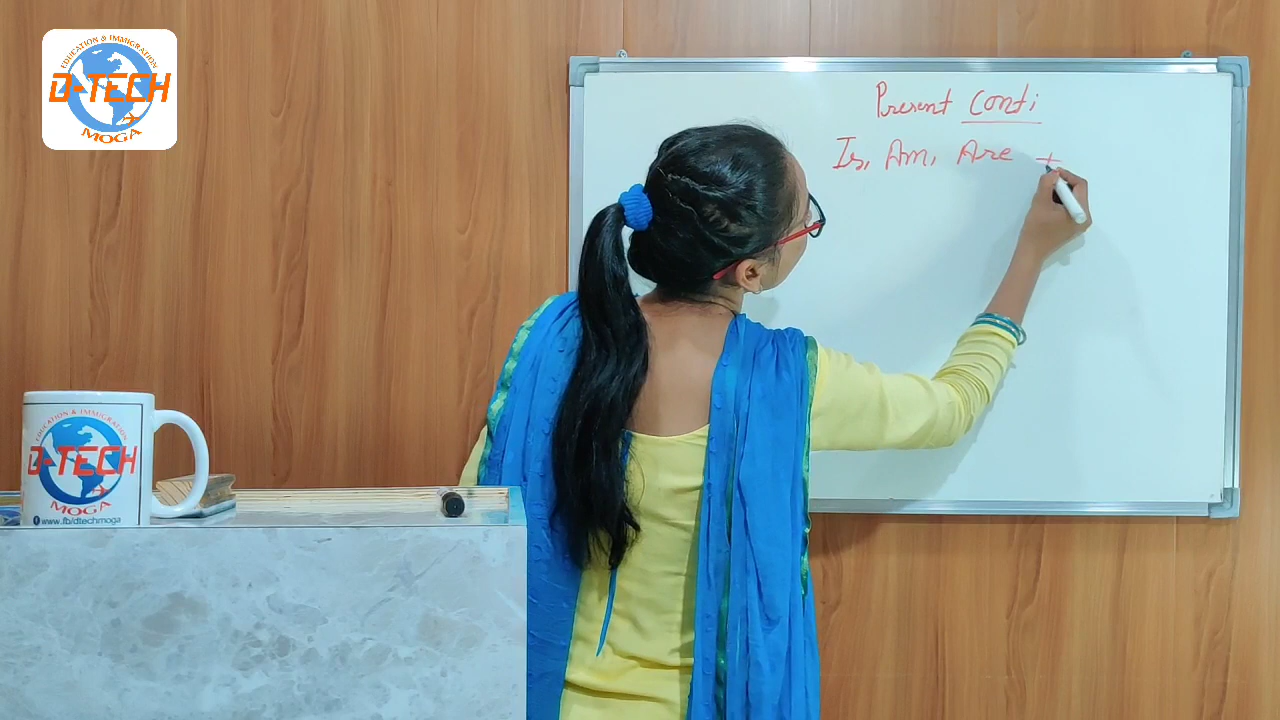 EDUCATION & IMMIGRATION
D-TECH
MOGA
Present Conti
Is, Am, Are +
EDUCATION & IMMIGRATION
D-TECH
MOGA
www.fb/dtechmoga